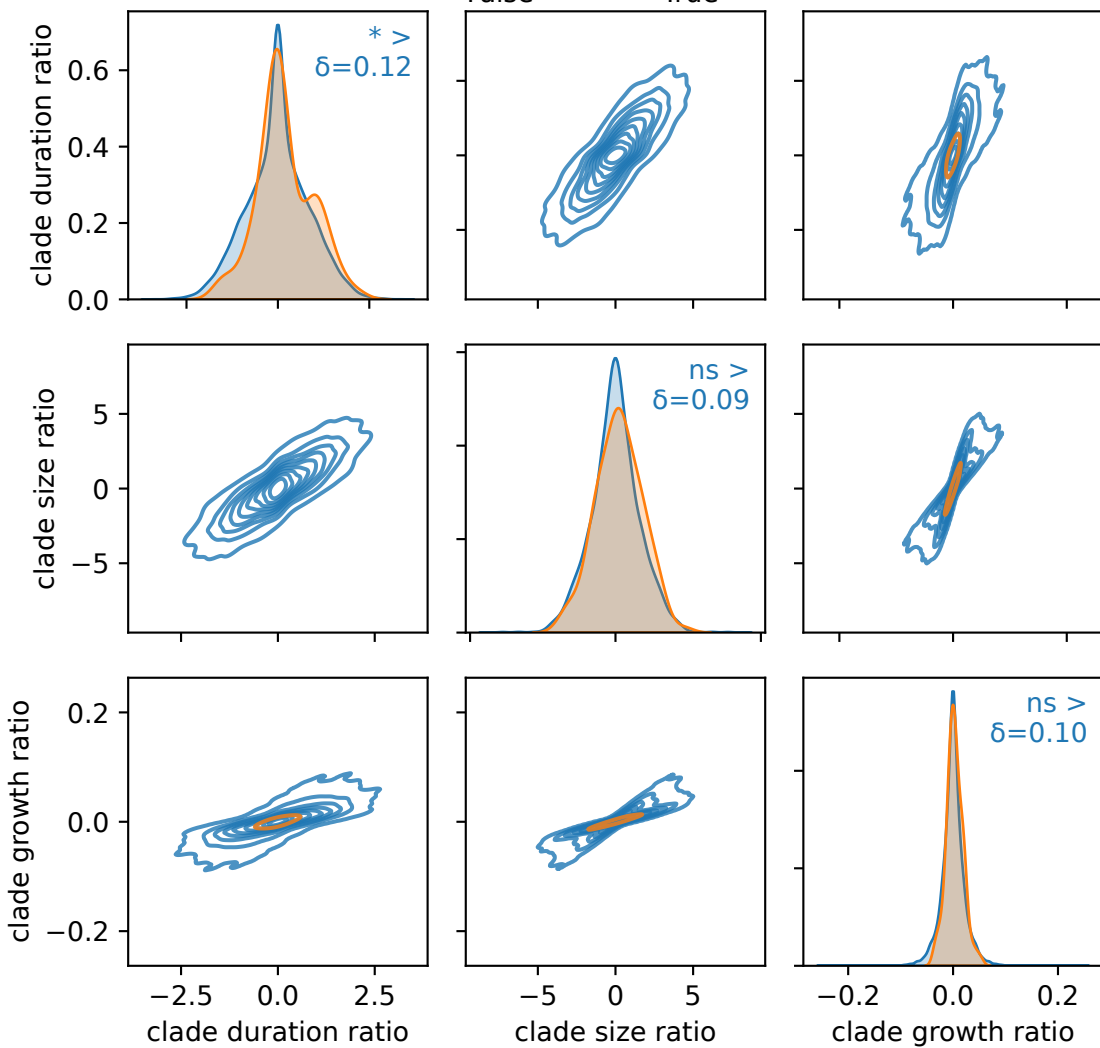 clade duration ratio
0.6
0.4
0.2
0.0
* >
δ=0.12
clade size ratio
5
0
−5
ns >
δ=0.09
clade growth ratio
0.2
0.0
−0.2
ns >
δ=0.10
−2.5 0.0 2.5
−5 0 5
−0.2 0.0 0.2
clade duration ratio
clade size ratio
clade growth ratio